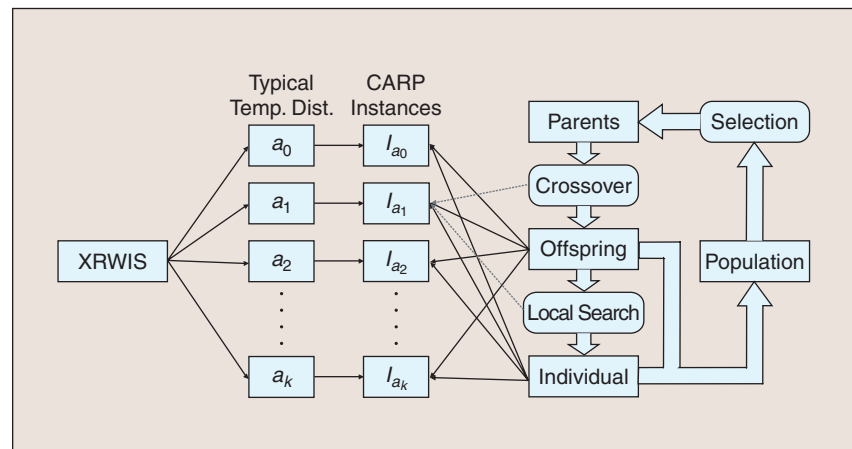 Typical
Temp. Dist.
CARP
Instances
XRWIS
a0
a1
a2
ak
Ia0
Ia1
Ia2
Iak
Parents
Selection
Crossover
Offspring
Population
Local Search
Individual